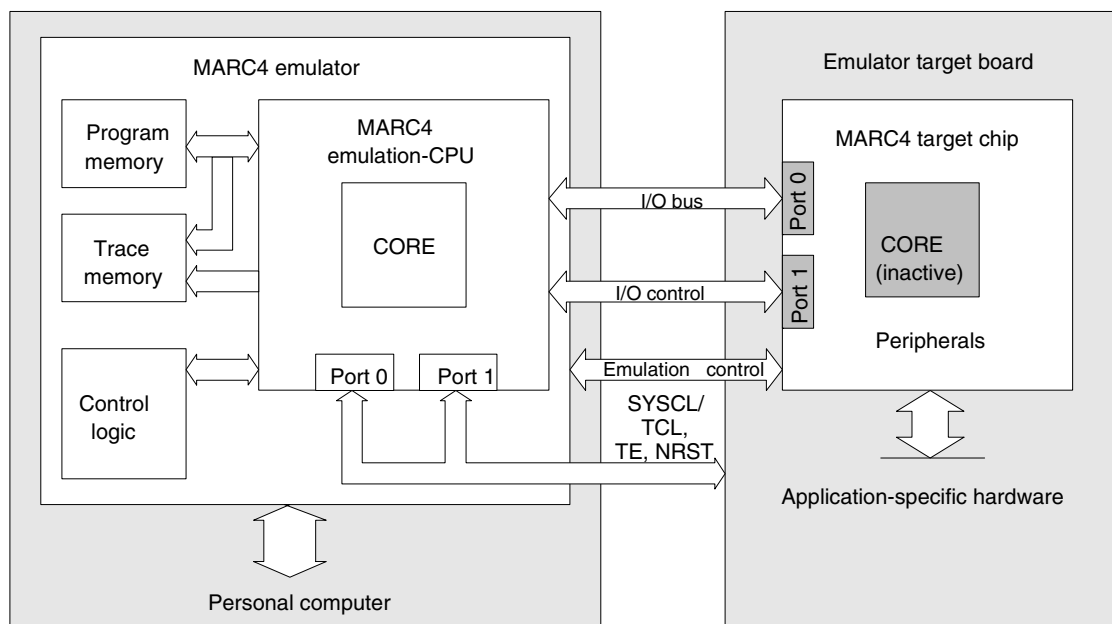 MARC4 emulator
Program
memory
Trace
memory
Control
logic
MARC4
emulation-CPU
CORE
Port 0
Port 1
Personal computer
I/O bus
I/O control
Emulation control
SYSCL/
TCL,
TE, NRST
Emulator target board
MARC4 target chip
Port 0
Port 1
CORE
(inactive)
Peripherals
Application-specific hardware